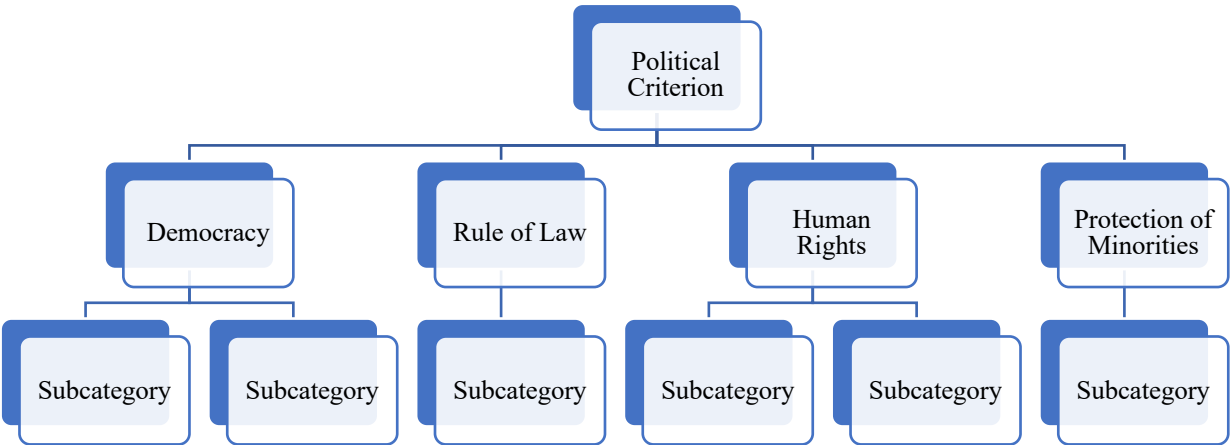 Political
Criterion
Democracy
Rule of Law
Human
Rights
Protection of
Minorities
Subcategory
Subcategory
Subcategory
Subcategory
Subcategory
Subcategory